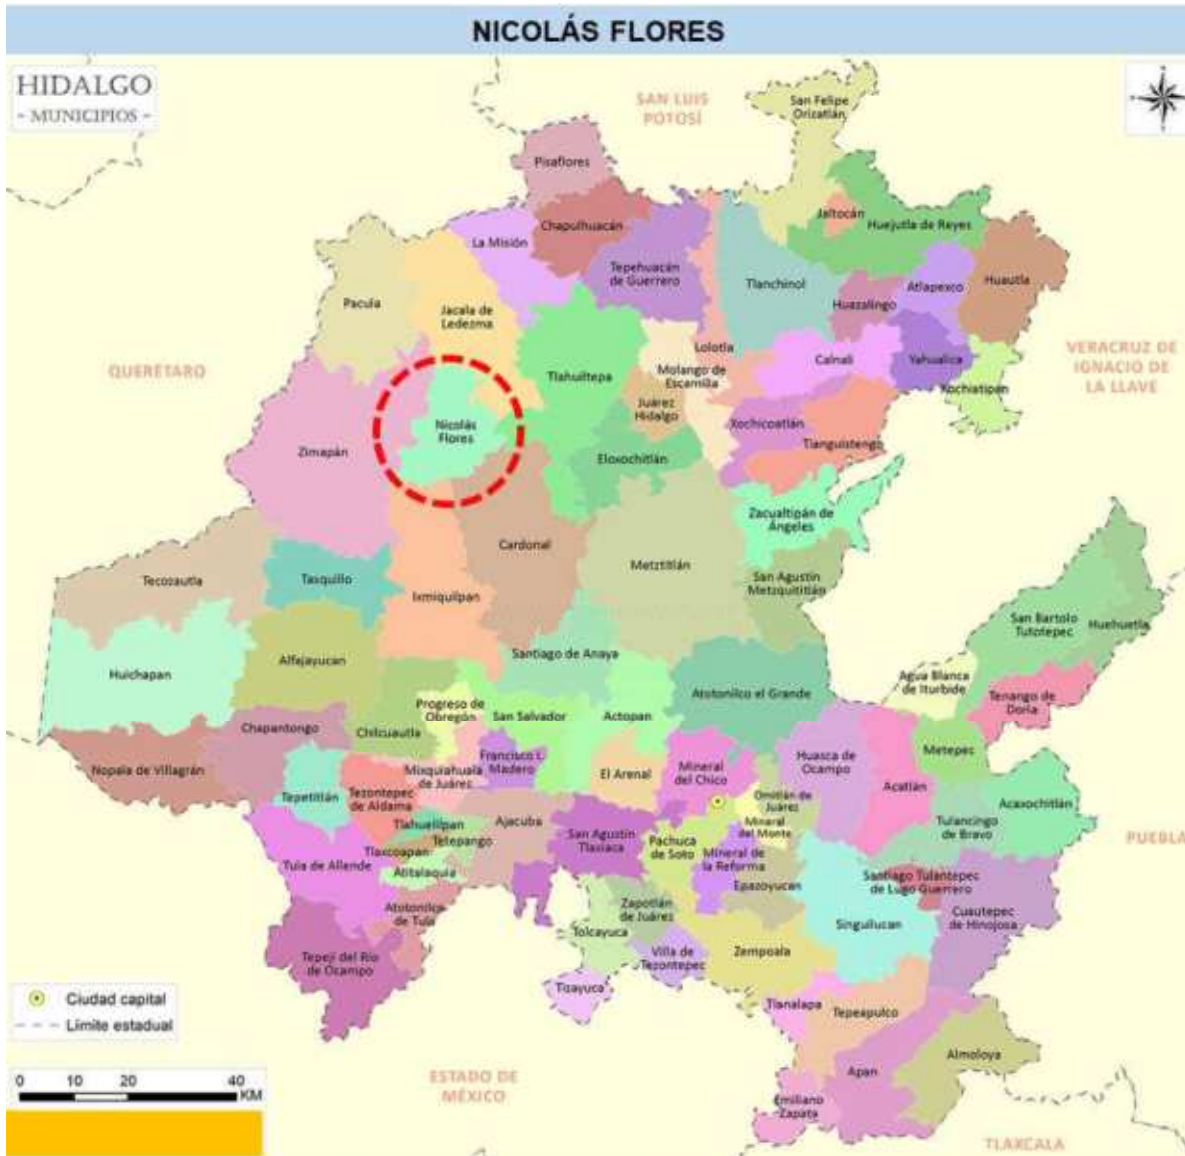 NICOLÁS FLORES
HIDALGO
- MUNICIPIOS -
SAN LUIS
POTOSÍ
San Felipe
Orizatlán
Pisaflores
Chapulhuacán
La Misión
Jaltocán
Huejutla de Reyes
Tepehuacán
de Guerrero
Tlanchinol
Atlapexco
Huautla
Huazalingo
Pacula
Jacala de
Ledezma
QUERÉTARO
Lolotla
Calnali
Yahualica
VERACRUZ DE
IGNACIO DE
LA LLAVE
Molango de
Escamilla
Tlahuiltepa
Xochiatipan
Juárez
Hidalgo
Xochicoatlán
Nicolás
Flores
Tianguistengo
Zimapán
Eloxochitlán
Zacualtipán de
Ángeles
Cardonal
Metztitlán
Tecozautla
Tasquillo
San Agustín
Metzquititlán
Ixmiquilpan
San Bartolo
Tutotepec
Huehuetla
Huichapan
Alfajayucan
Santiago de Anaya
Agua Blanca
de Iturbide
Atotonilco el Grande
Tenango de
Doria
Progreso de
Obregón
San Salvador
Actopan
Chapantongo
Chilcuautla
Metepec
Nopala de Villagrán
Mixquiahuala
de Juárez
Francisco I.
Madero
El Arenal
Mineral
del Chico
Huasca de
Ocampo
Acatlán
Tepetitlán
Tezontepec
de Aldama
Omitlán de
Juárez
Acaxochitlán
Tlahuelilpan
Ajacuba
Mineral
del Monte
Tulancingo
de Bravo
Tetepango
San Agustín
Tlaxiaca
Pachuca
de Soto
PUEBLA
Tlaxcoapan
Tula de Allende
Atitalaquia
Mineral de
la Reforma
Epazoyucan
Santiago Tulantepec
de Lugo Guerrero
Atotonilco
de Tula
Zapotlán
de Juárez
Singuilucan
Cuautepec
de Hinojosa
Tolcayuca
Tepeji del Río
de Ocampo
Villa de
Tezontepec
Zempoala
Tizayuca
Ciudad capital
Límite estadual
Tlanalapa
Tepeapulco
Almoloya
Apan
ESTADO DE
MÉXICO
Emiliano
Zapata
TLAXCALA
0 10 20 40
KM